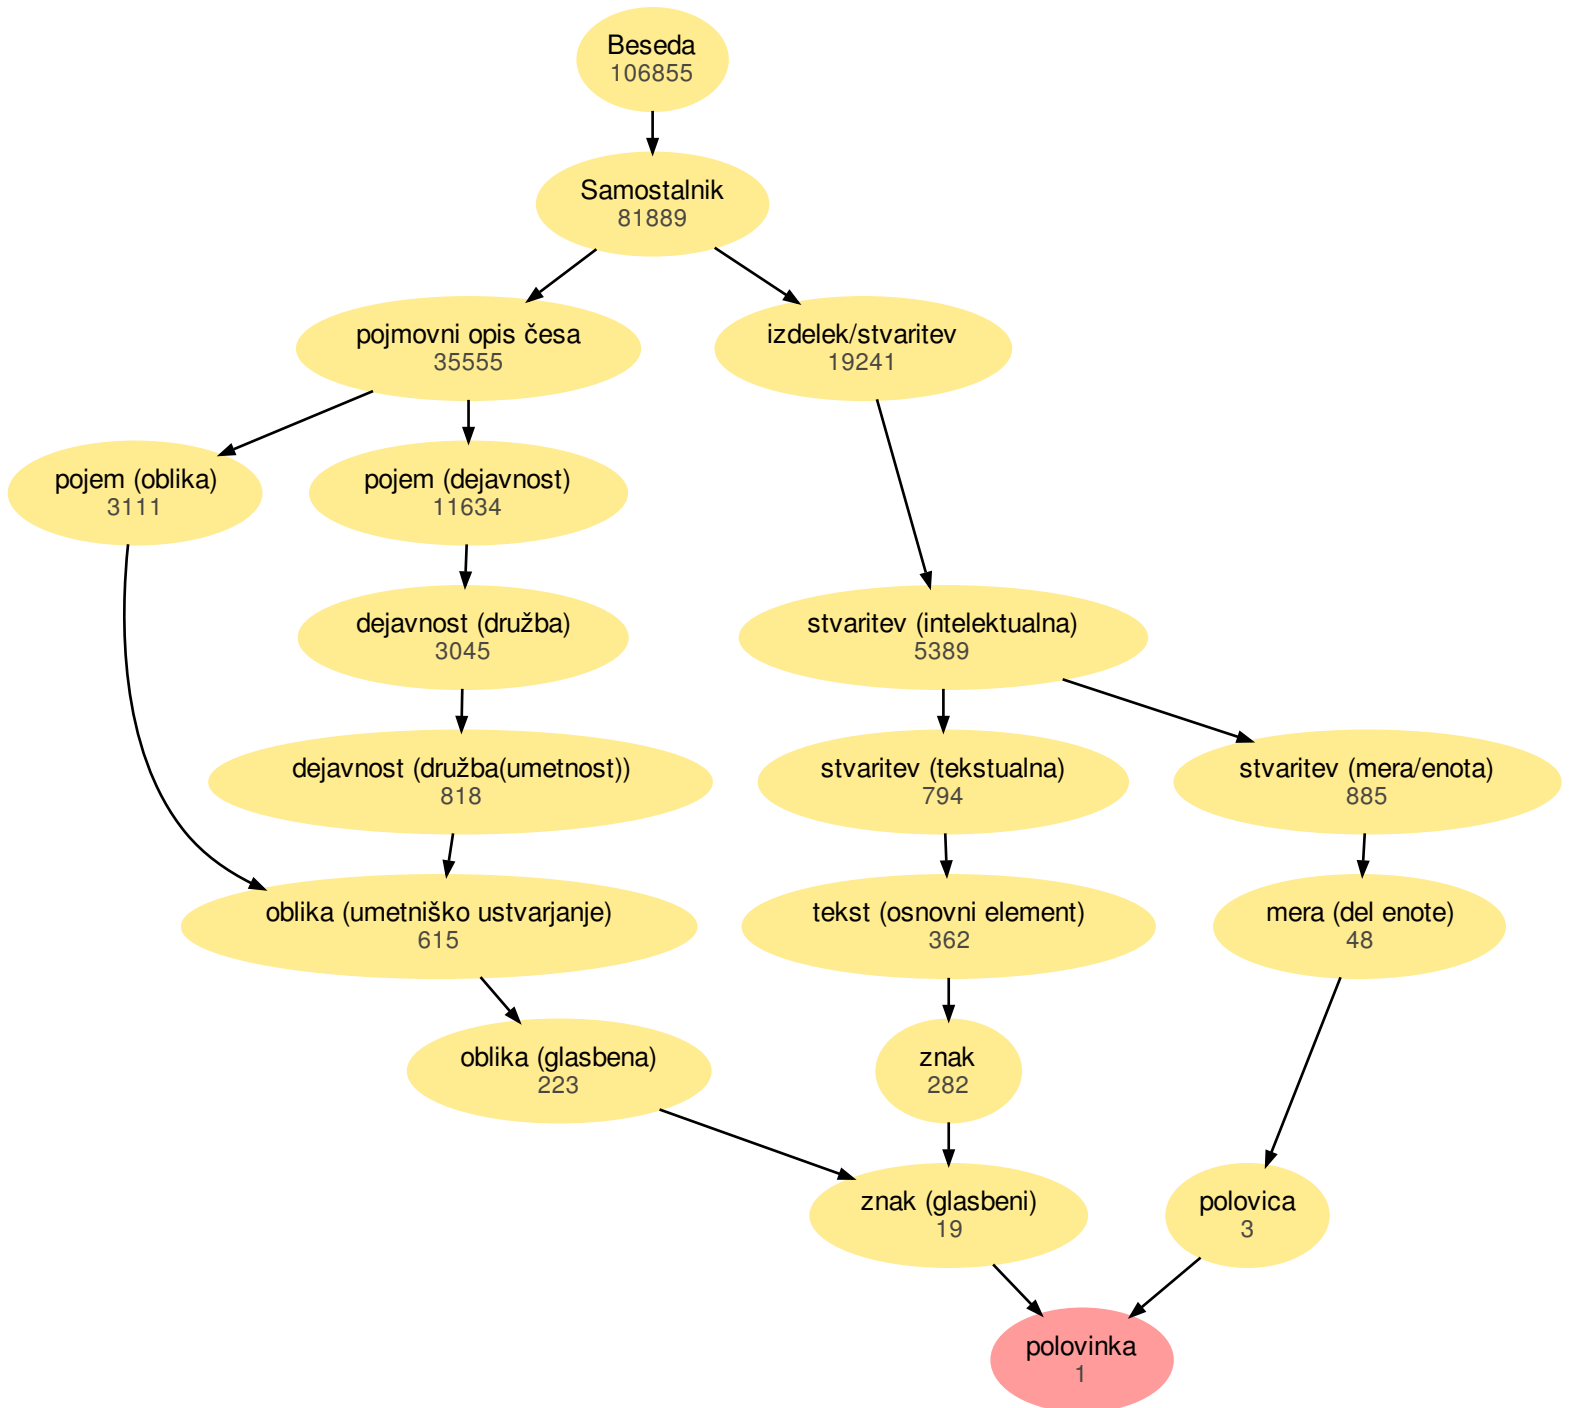 Beseda
106855
Samostalnik
81889
pojmovni opis česa
35555
izdelek/stvaritev
19241
pojem (oblika)
3111
pojem (dejavnost)
11634
dejavnost (družba)
3045
stvaritev (intelektualna)
5389
dejavnost (družba(umetnost))
818
stvaritev (tekstualna)
794
stvaritev (mera/enota)
885
oblika (umetniško ustvarjanje)
615
tekst (osnovni element)
362
mera (del enote)
48
oblika (glasbena)
223
znak
282
znak (glasbeni)
19
polovica
3
polovinka
1